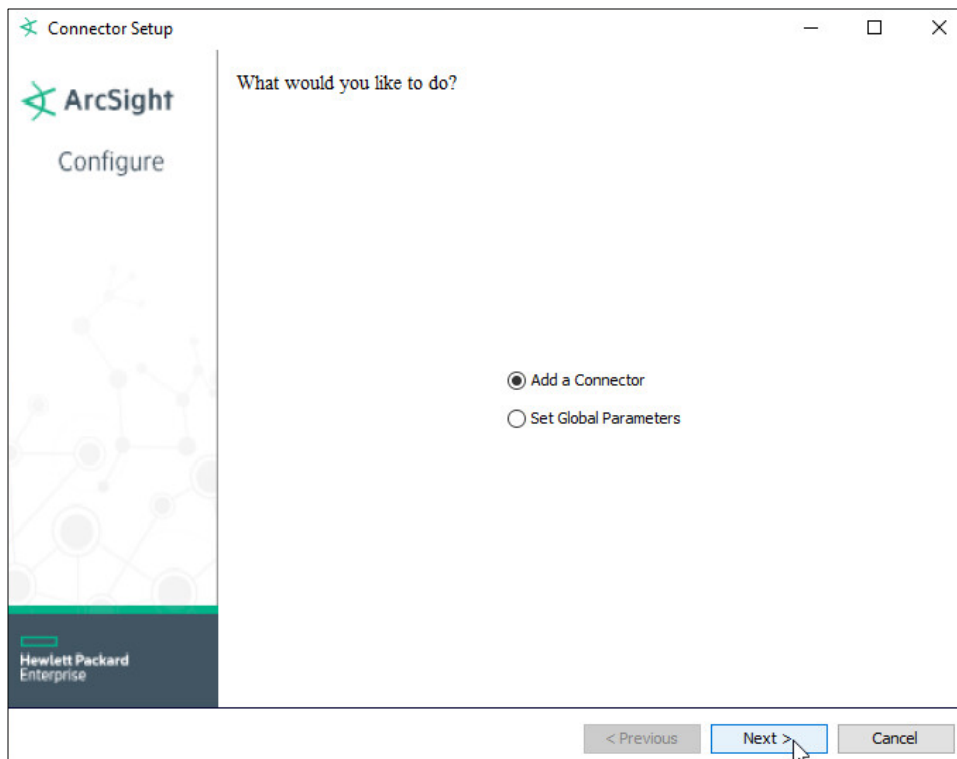 Connector Setup
ArcSight
Configure
What would you like to do?
Add a Connector
Set Global Parameters
Hewlett Packard
Enterprise
< Previous
Next >
Cancel